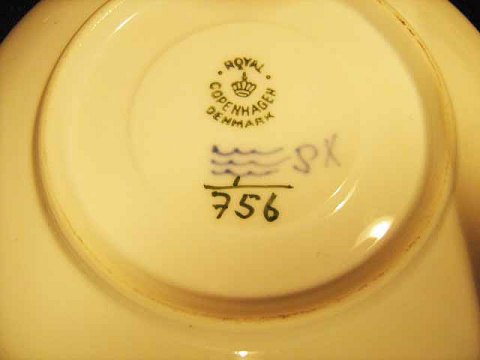 ROYAL
COPENHAGEN
DENMARK
SX
1
756